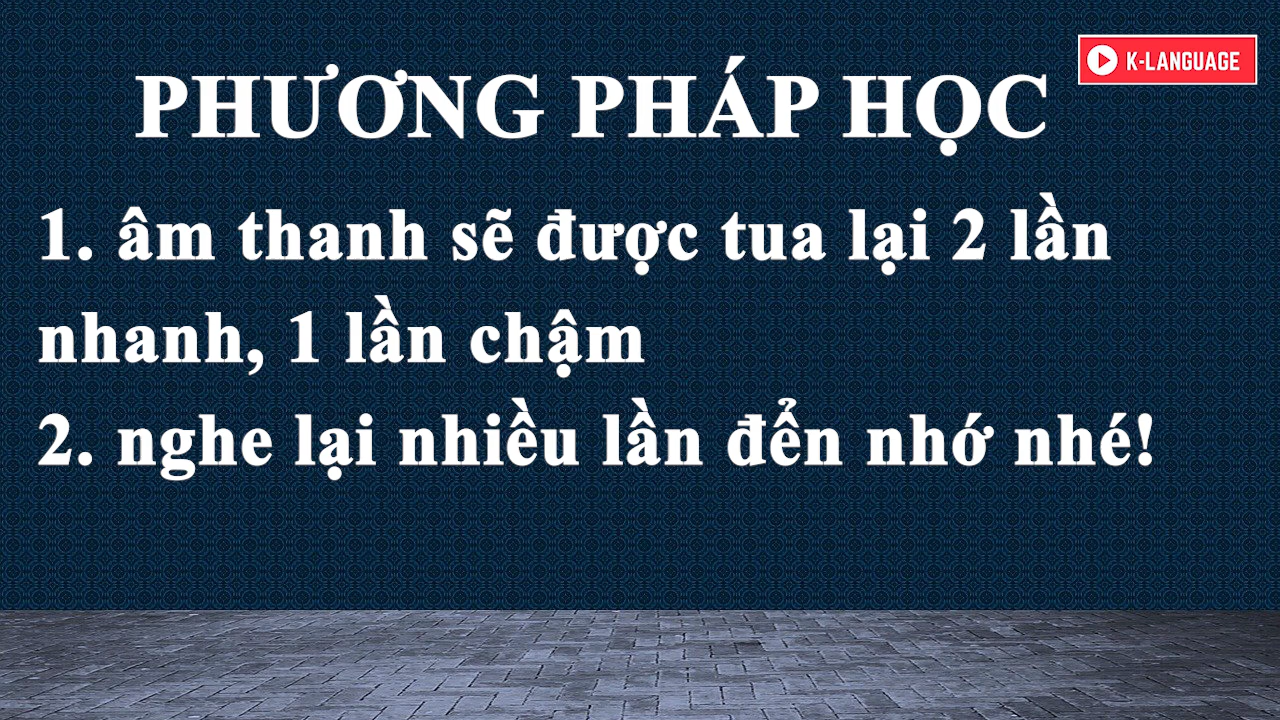 K-LANGUAGE
PHƯƠNG PHÁP HỌC
1. âm thanh sẽ được tua lại 2 lần
nhanh, 1 lần chậm
2. nghe lại nhiều lần đển nhớ nhé!